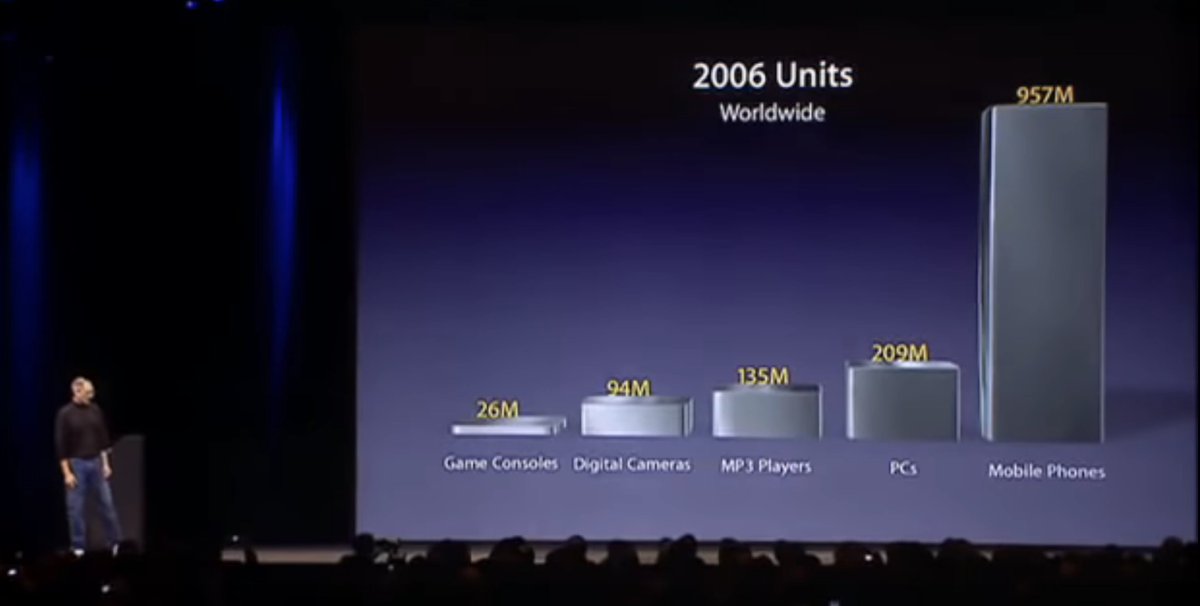 2006 Units
Worldwide
957M
209M
135M
94M
26M
Game Consoles
Digital Cameras
MP3 Players
PCs
Mobile Phones